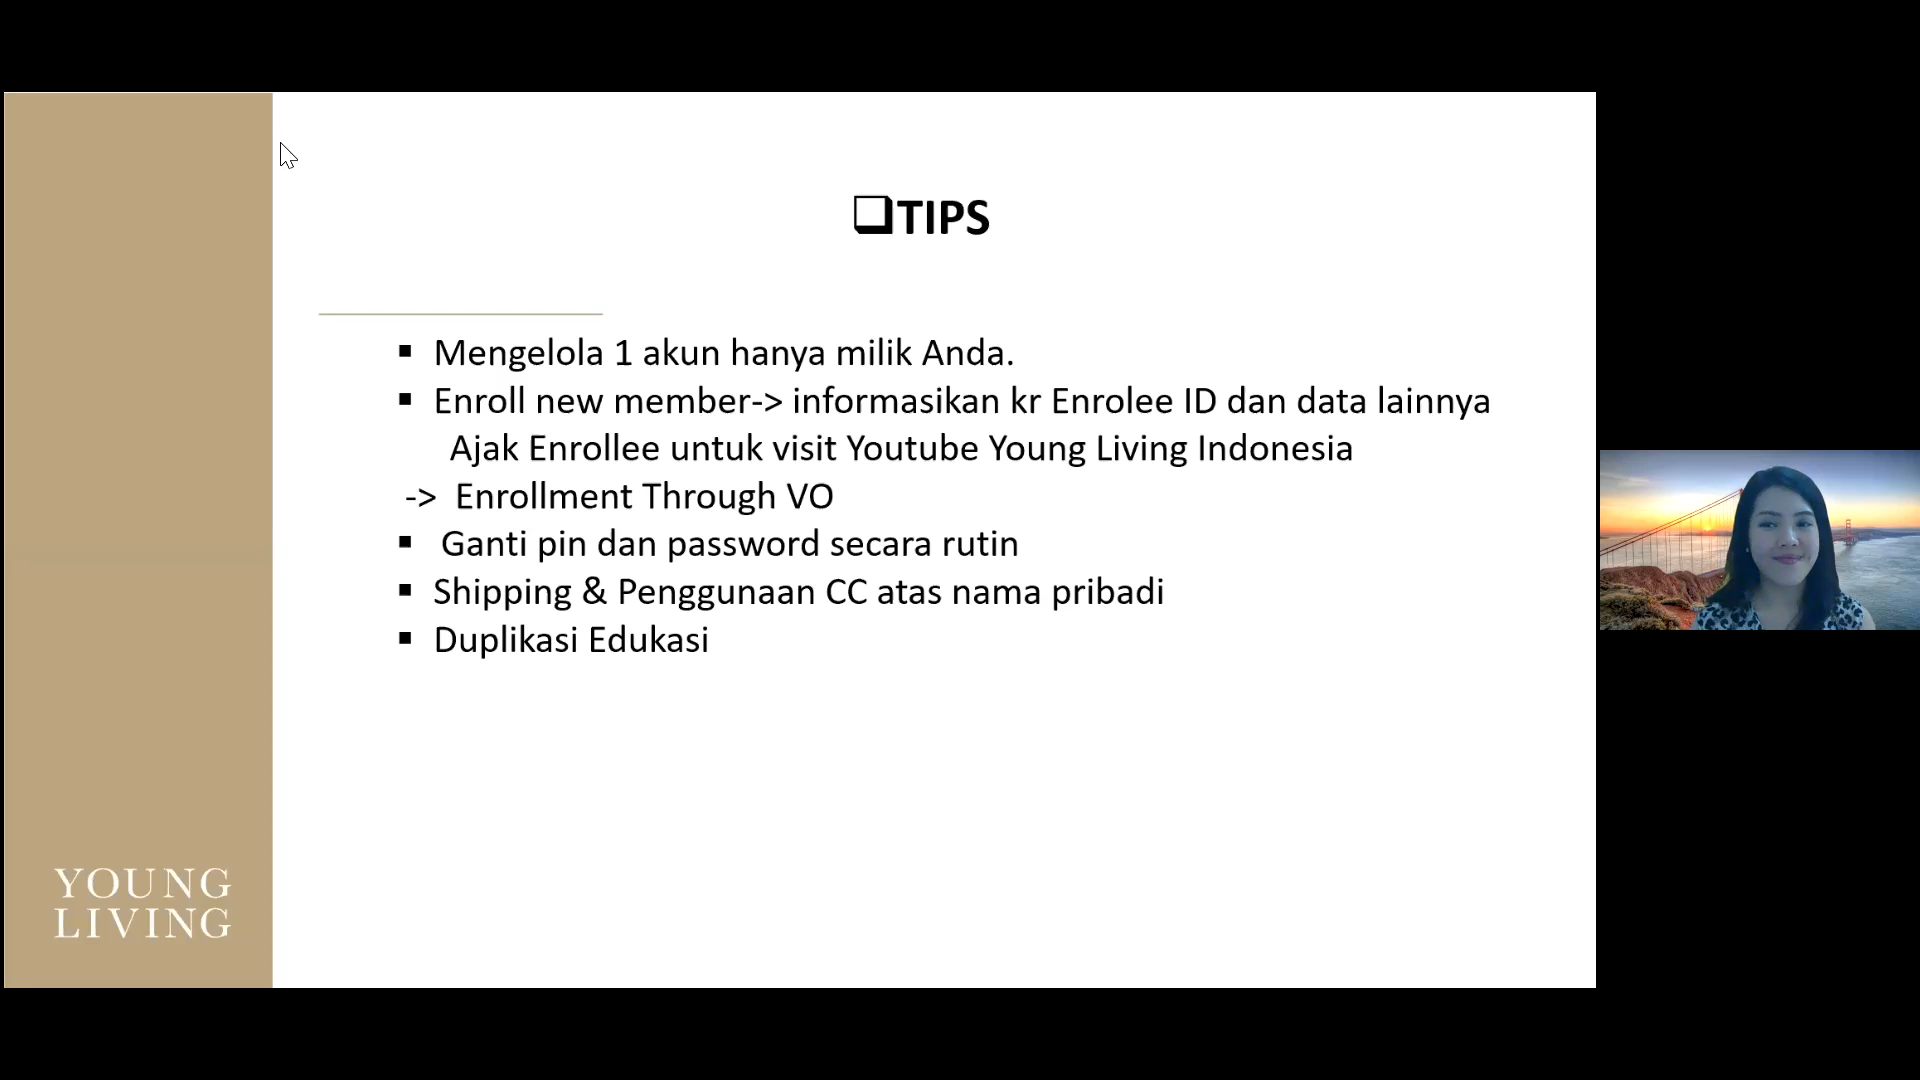 ❑TIPS
▪ Mengelola 1 akun hanya milik Anda.
▪ Enroll new member-> informasikan kr Enrolee ID dan data lainnya
Ajak Enrollee untuk visit Youtube Young Living Indonesia
-> Enrollment Through VO
▪ Ganti pin dan password secara rutin
▪ Shipping & Penggunaan CC atas nama pribadi
▪ Duplikasi Edukasi
YOUNG
LIVING